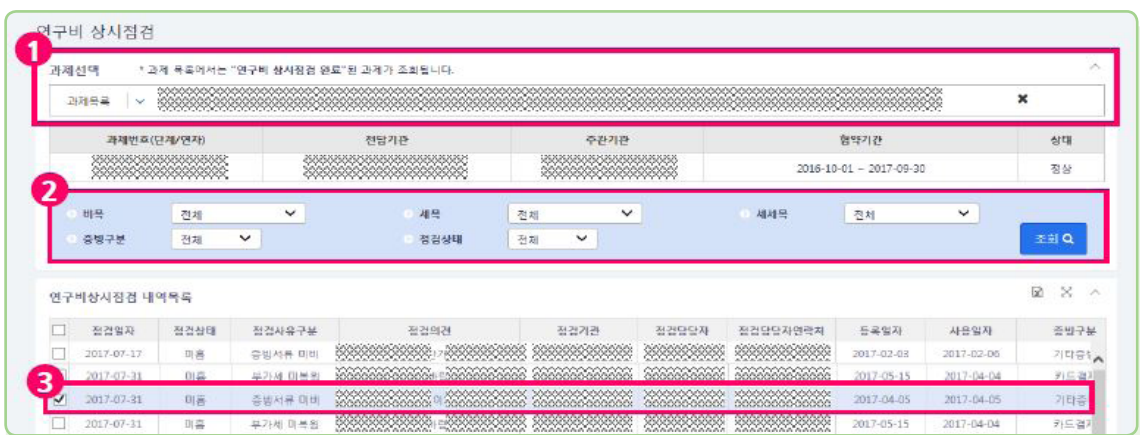 연구비 상시점검
1
과제선택 * 과제 목록에서는 "연구비 상시점검 완료"된 과제가 조회됩니다.
과제목록
과제번호(단계/연차) 전담기관 주관기관 협약기간 상태
2016-10-01 ~ 2017-09-30 정상
2
비목 전체 세목 전체 세세목 전체
증빙구분 전체 점검상태 전체 조회
연구비상시점검 내역목록
점검일자 점검상태 점검사유구분 점검의견 점검기관 점검담당자 점검담당자연락처 등록일자 사용일자 증빙구분
2017-07-17 미흡 증빙서류 미비 2017-02-03 2017-02-06 기타증빙
3
2017-07-31 미흡 부가세 미복원 2017-05-15 2017-04-04 카드결제
2017-07-31 미흡 증빙서류 미비 2017-04-05 2017-04-05 기타증
2017-07-31 미흡 부가세 미복원 2017-05-15 2017-04-04 카드결제